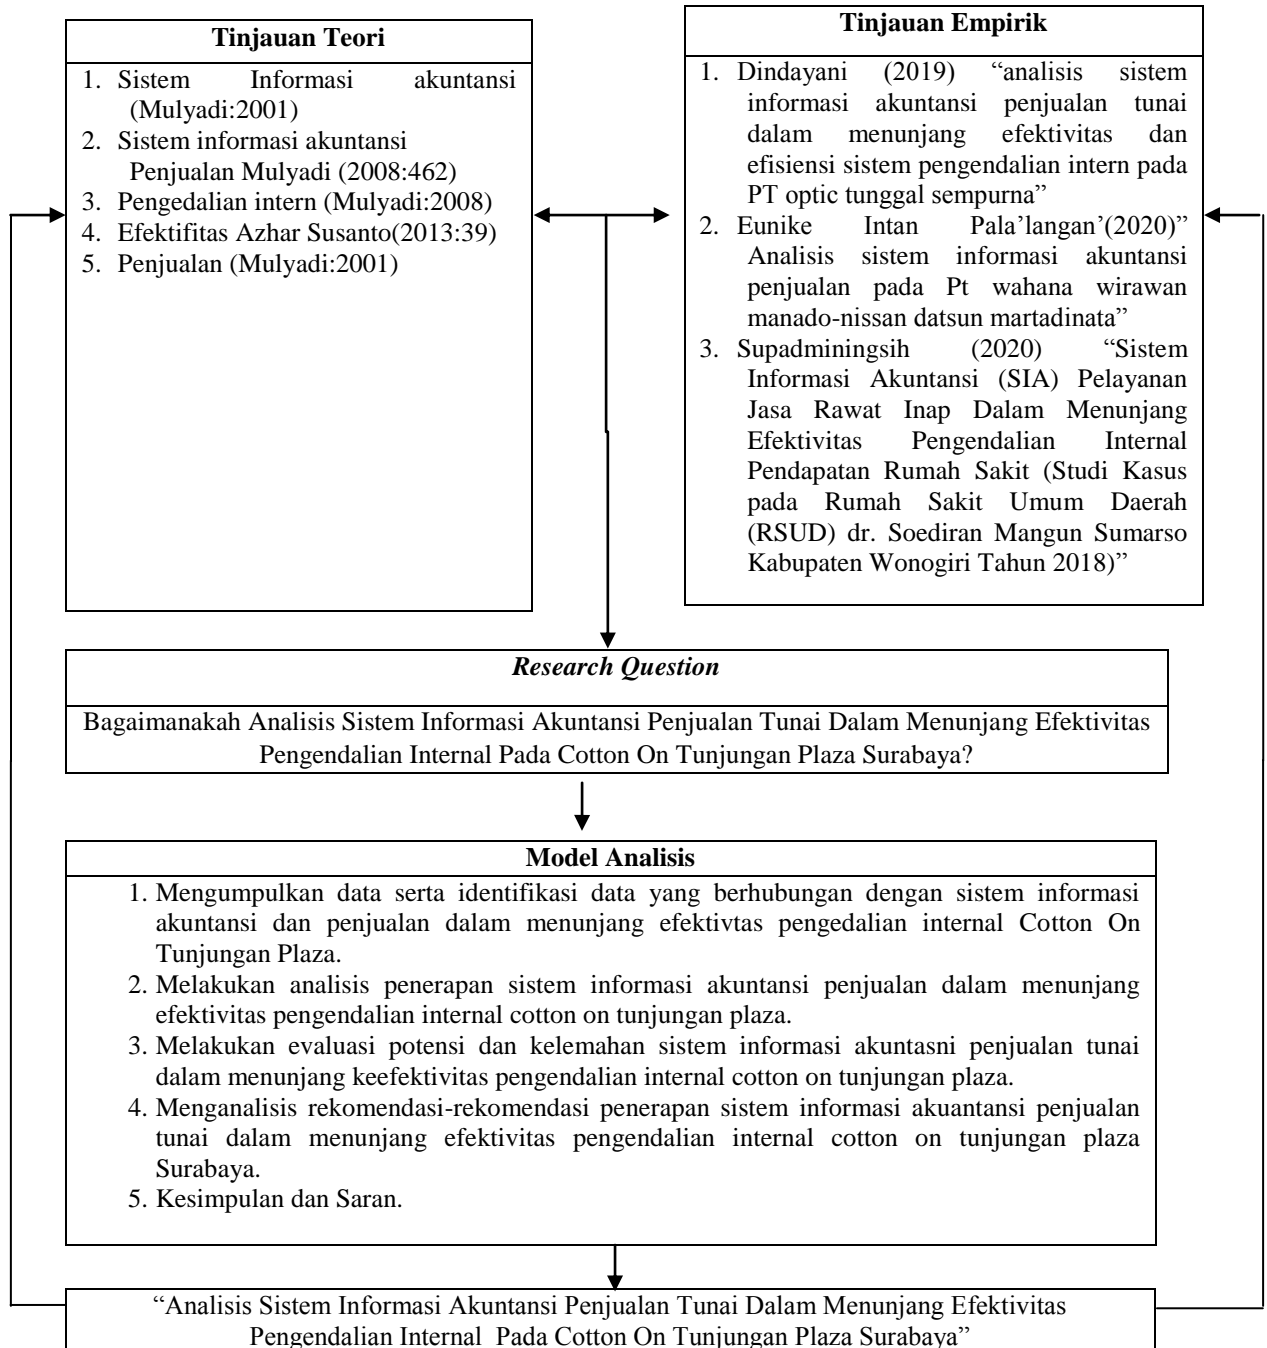 Tinjauan Teori
1. Sistem Informasi akuntansi
(Mulyadi:2001)
2. Sistem informasi akuntansi
Penjualan Mulyadi (2008:462)
3. Pengedalian intern (Mulyadi:2008)
4. Efektifitas Azhar Susanto(2013:39)
5. Penjualan (Mulyadi:2001)
Tinjauan Empirik
1. Dindayani (2019) “analisis sistem
informasi akuntansi penjualan tunai
dalam menunjang efektivitas dan
efisiensi sistem pengendalian intern pada
PT optic tunggal sempurna”
2. Eunike Intan Pala’langan’(2020)”
Analisis sistem informasi akuntansi
penjualan pada Pt wahana wirawan
manado-nissan datsun martadinata”
3. Supadminingsih (2020) “Sistem
Informasi Akuntansi (SIA) Pelayanan
Jasa Rawat Inap Dalam Menunjang
Efektivitas Pengendalian Internal
Pendapatan Rumah Sakit (Studi Kasus
pada Rumah Sakit Umum Daerah
(RSUD) dr. Soediran Mangun Sumarso
Kabupaten Wonogiri Tahun 2018)”
Research Question
Bagaimanakah Analisis Sistem Informasi Akuntansi Penjualan Tunai Dalam Menunjang Efektivitas
Pengendalian Internal Pada Cotton On Tunjungan Plaza Surabaya?
Model Analisis
1. Mengumpulkan data serta identifikasi data yang berhubungan dengan sistem informasi
akuntansi dan penjualan dalam menunjang efektivtas pengedalian internal Cotton On
Tunjungan Plaza.
2. Melakukan analisis penerapan sistem informasi akuntansi penjualan dalam menunjang
efektivitas pengendalian internal cotton on tunjungan plaza.
3. Melakukan evaluasi potensi dan kelemahan sistem informasi akuntasni penjualan tunai
dalam menunjang keefektivitas pengendalian internal cotton on tunjungan plaza.
4. Menganalisis rekomendasi-rekomendasi penerapan sistem informasi akuantansi penjualan
tunai dalam menunjang efektivitas pengendalian internal cotton on tunjungan plaza
Surabaya.
5. Kesimpulan dan Saran.
“Analisis Sistem Informasi Akuntansi Penjualan Tunai Dalam Menunjang Efektivitas
Pengendalian Internal Pada Cotton On Tunjungan Plaza Surabaya”